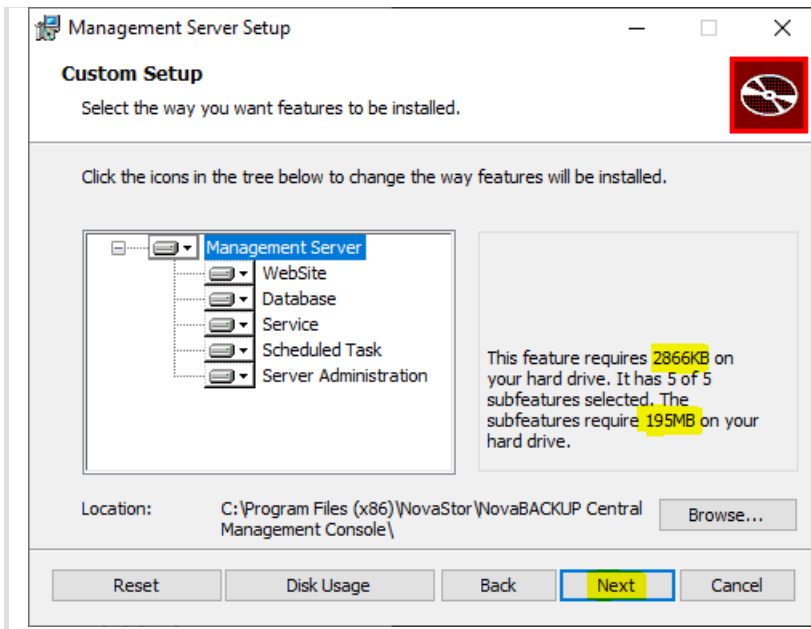 Management Server Setup
Custom Setup
Select the way you want features to be installed.
Click the icons in the tree below to change the way features will be installed.
Management Server
WebSite
Database
Service
Scheduled Task
Server Administration
This feature requires 2866KB on
your hard drive. It has 5 of 5
subfeatures selected. The
subfeatures require 195MB on your
hard drive.
Location:
C:\Program Files (x86)\NovaStor\NovaBACKUP Central
Management Console\
Browse...
Reset
Disk Usage
Back
Next
Cancel